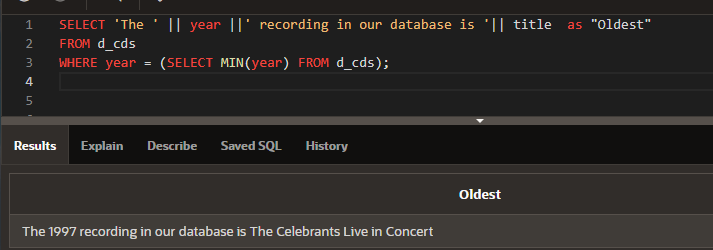 1 SELECT 'The ' || year ||' recording in our database is '|| title  as "Oldest"
2 FROM d_cds
3 WHERE year = (SELECT MIN(year) FROM d_cds);
4
5
Results Explain Describe Saved SQL History
Oldest
The 1997 recording in our database is The Celebrants Live in Concert